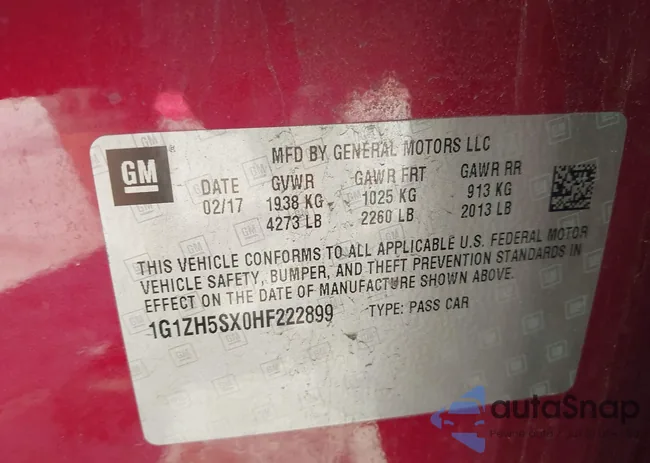 GM
MFD BY GENERAL MOTORS LLC
DATE GVWR GAWR FRT GAWR RR
02/17 1938 KG 1025 KG 913 KG
4273 LB 2260 LB 2013 LB
THIS VEHICLE CONFORMS TO ALL APPLICABLE U.S. FEDERAL MOTOR
VEHICLE SAFETY, BUMPER, AND THEFT PREVENTION STANDARDS IN
EFFECT ON THE DATE OF MANUFACTURE SHOWN ABOVE.
1G1ZH5SX0HF222899 TYPE: PASS CAR
autaSnap